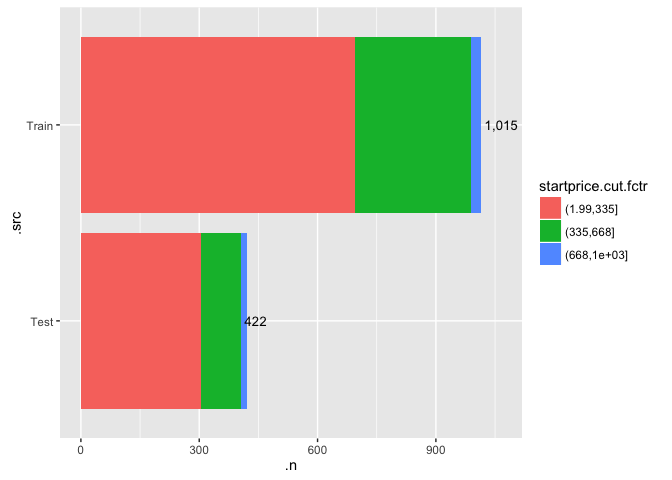 Train
1,015
Test
422
.src
0 300 600 900
.n
startprice.cut.fctr
(1.99,335]
(335,668]
(668,1e+03]